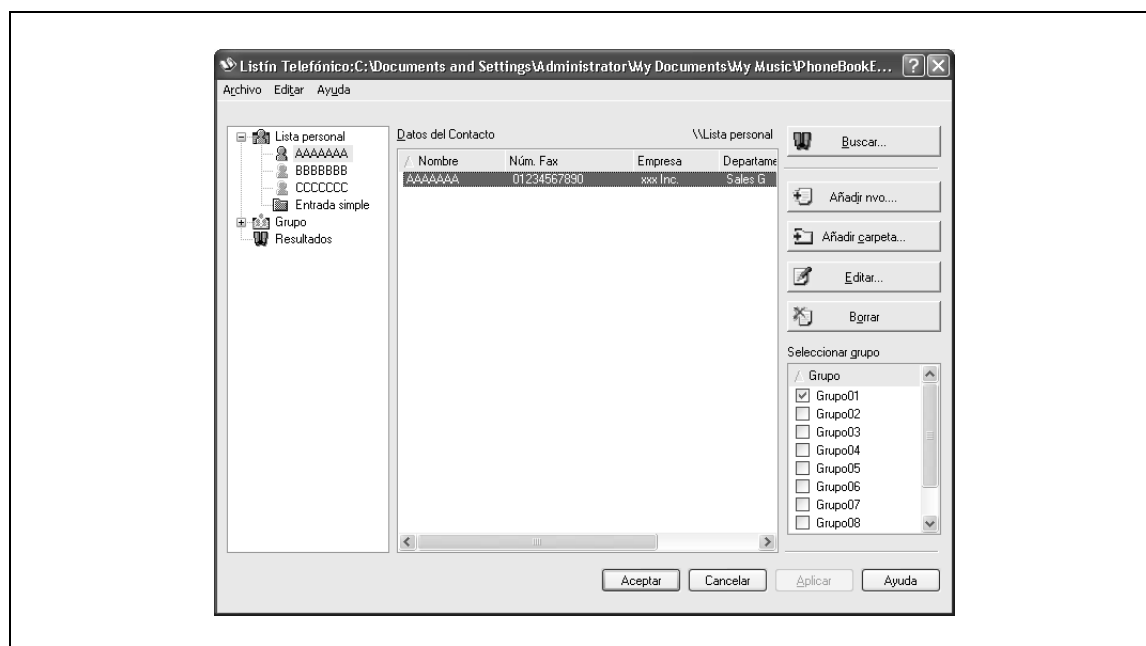 Listín Telefónico:C:\Documents and Settings\Administrator\My Documents\My Music\PhoneBookE...
Archivo Editar Ayuda
Lista personal
AAAAAAA
BBBBBBB
CCCCCCC
Entrada simple
Grupo
Resultados
Datos del Contacto \\Lista personal
Nombre Núm. Fax Empresa Departame
AAAAAAA 01234567890 xxx Inc. Sales G
Buscar...
Añadir nvo....
Añadir carpeta...
Editar...
Borrar
Seleccionar grupo
Grupo
Grupo01
Grupo02
Grupo03
Grupo04
Grupo05
Grupo06
Grupo07
Grupo08
Aceptar Cancelar Aplicar Ayuda